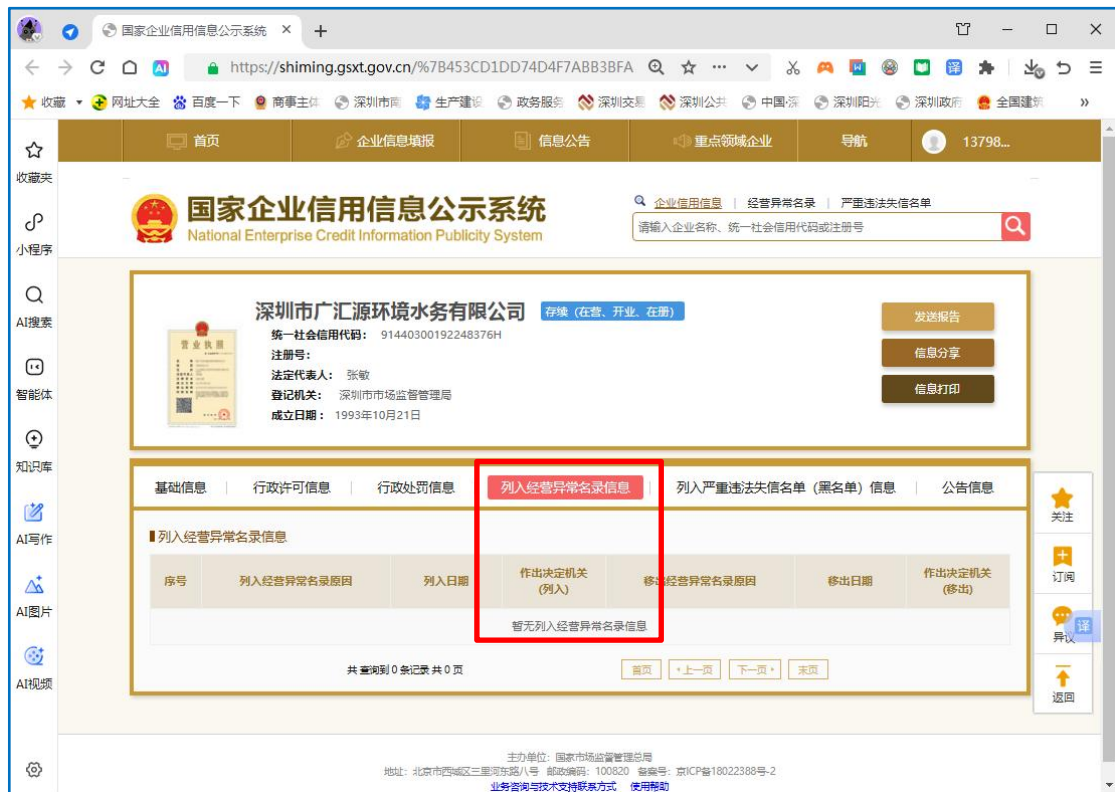 国家企业信用信息公示系统
https://shiming.gsxt.gov.cn/%7B453CD1DD74D4F7ABB3BFA
收藏 网址大全 百度一下 商事主体 深圳市商 生产建设 政务服务 深圳交易 深圳公共 中国·深 深圳阳光 深圳政府 全国建筑
首页 企业信息填报 信息公告 重点领域企业 导航 13798...
收藏夹
小程序
AI搜索
智能体
知识库
AI写作
AI图片
AI视频
国家企业信用信息公示系统
National Enterprise Credit Information Publicity System
企业信用信息 | 经营异常名录 | 严重违法失信名单
请输入企业名称、统一社会信用代码或注册号
深圳市广汇源环境水务有限公司 存续（在营、开业、在册）
统一社会信用代码： 91440300192248376H
注册号：
法定代表人： 张敏
登记机关： 深圳市市场监督管理局
成立日期： 1993年10月21日
营业执照
发送报告
信息分享
信息打印
基础信息 | 行政许可信息 | 行政处罚信息 列入经营异常名录信息 | 列入严重违法失信名单（黑名单）信息 | 公告信息
列入经营异常名录信息
序号 列入经营异常名录原因 列入日期 作出决定机关(列入) 移出经营异常名录原因 移出日期 作出决定机关(移出)
暂无列入经营异常名录信息
共 查询到 0 条记录 共 0 页 首页 上一页 下一页 末页
关注
订阅
异议
译
返回
主办单位：国家市场监督管理总局
地址：北京市西城区三里河东路八号 邮政编码：100820 备案号：京ICP备18022388号-2
业务咨询与技术支持联系方式 使用帮助